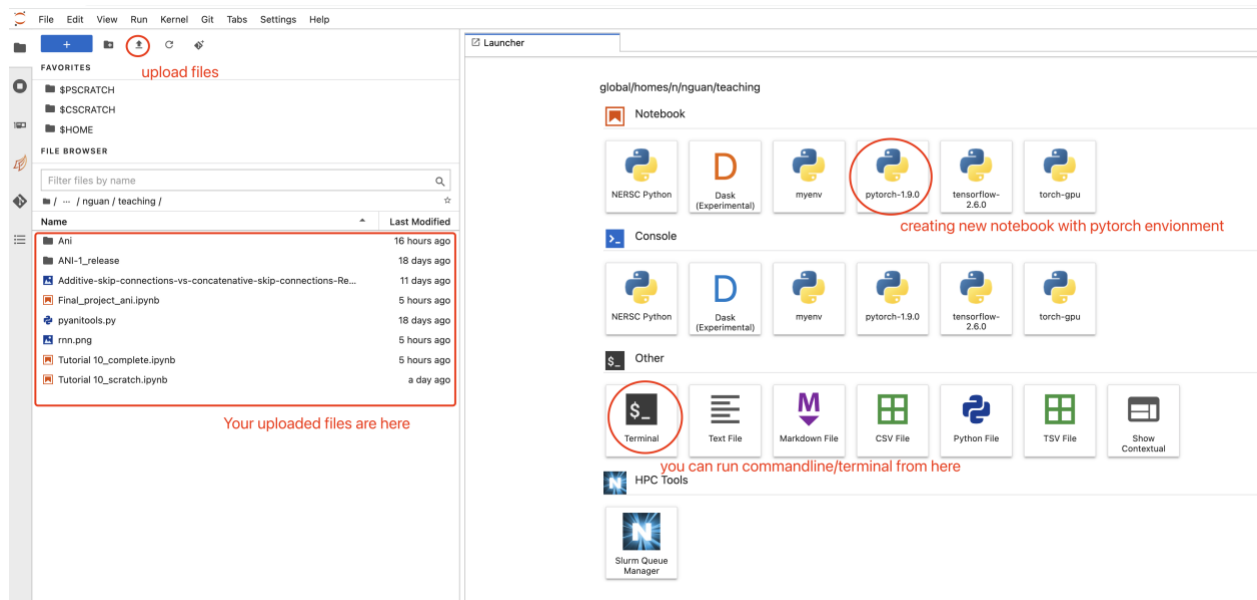 File Edit View Run Kernel Git Tabs Settings Help
+
upload files
FAVORITES
$PSCRATCH
$CSCRATCH
$HOME
FILE BROWSER
Filter files by name
/ ··· / nguan / teaching /
Name Last Modified
Ani 16 hours ago
ANI-1_release 18 days ago
Additive-skip-connections-vs-concatenative-skip-connections-Re... 11 days ago
Final_project_ani.ipynb 5 hours ago
pyanitools.py 18 days ago
rnn.png 5 hours ago
Tutorial 10_complete.ipynb 5 hours ago
Tutorial 10_scratch.ipynb a day ago
Your uploaded files are here
Launcher
global/homes/n/nguan/teaching
Notebook
NERSC Python
D
Dask
(Experimental)
myenv
pytorch-1.9.0
tensorflow-
2.6.0
torch-gpu
creating new notebook with pytorch envionment
>_ Console
NERSC Python
D
Dask
(Experimental)
myenv
pytorch-1.9.0
tensorflow-
2.6.0
torch-gpu
$_ Other
$_
Terminal
Text File
M
Markdown File
CSV File
Python File
TSV File
Show
Contextual
you can run commandline/terminal from here
N HPC Tools
N
Slurm Queue
Manager